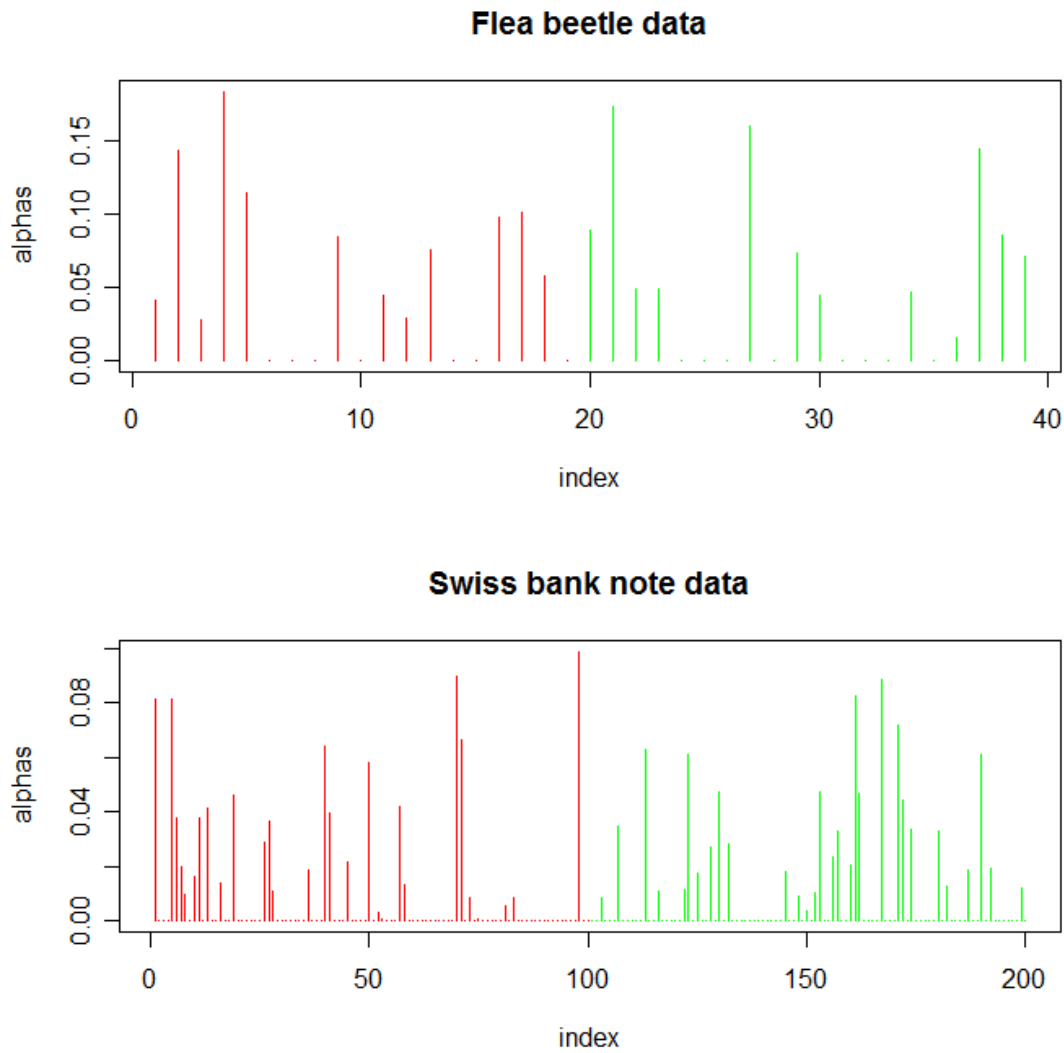 Flea beetle data
alphas
0.00 0.05 0.10 0.15
0 10 20 30 40
index
Swiss bank note data
alphas
0.00 0.04 0.08
0 50 100 150 200
index